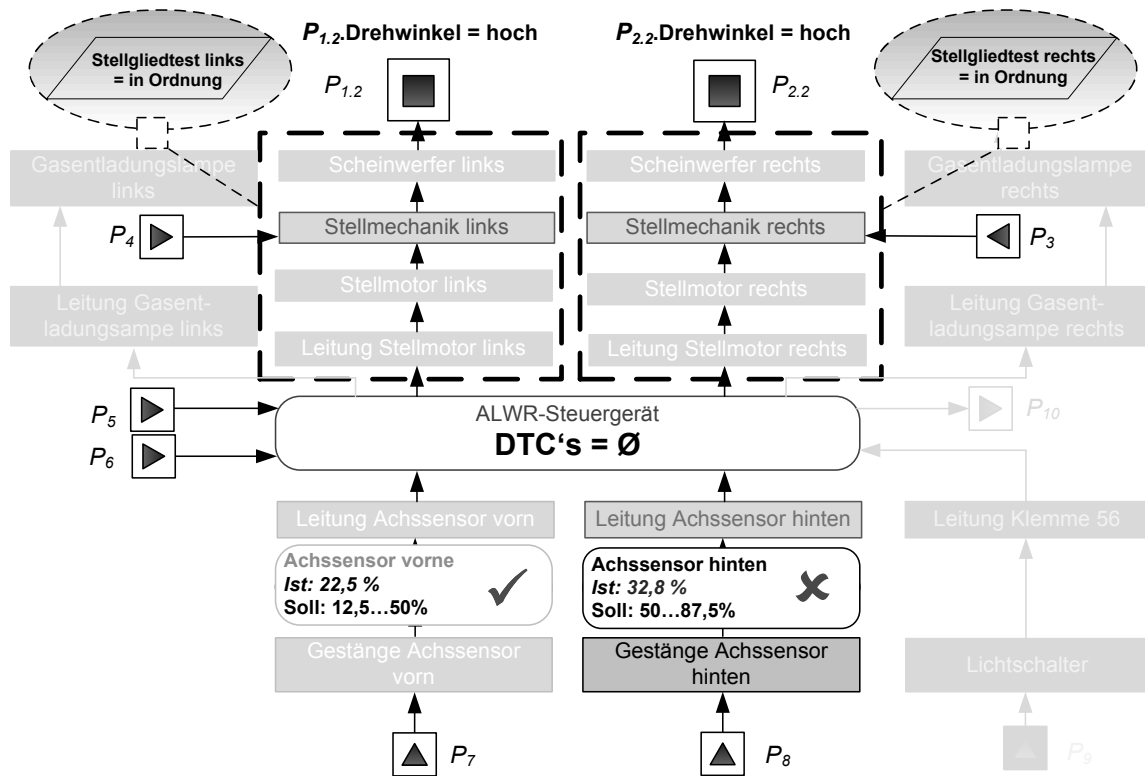 P1.2.Drehwinkel = hoch
P2.2.Drehwinkel = hoch
Stellgliedtest links
= in Ordnung
Stellgliedtest rechts
= in Ordnung
P1.2
P2.2
Gasentladungslampe
links
Scheinwerfer links
Scheinwerfer rechts
Gasentladungslampe
rechts
P4
Stellmechanik links
Stellmechanik rechts
P3
Leitung Gasent-
ladungsampe links
Stellmotor links
Stellmotor rechts
Leitung Gasent-
ladungsampe rechts
Leitung Stellmotor links
Leitung Stellmotor rechts
P5
P6
ALWR-Steuergerät
DTC‘s = Ø
P10
Leitung Achssensor vorn
Leitung Achssensor hinten
Leitung Klemme 56
Achssensor vorne
Ist: 22,5 %
Soll: 12,5…50%
Achssensor hinten
Ist: 32,8 %
Soll: 50…87,5%
Gestänge Achssensor
vorn
Gestänge Achssensor
hinten
Lichtschalter
P7
P8
P9